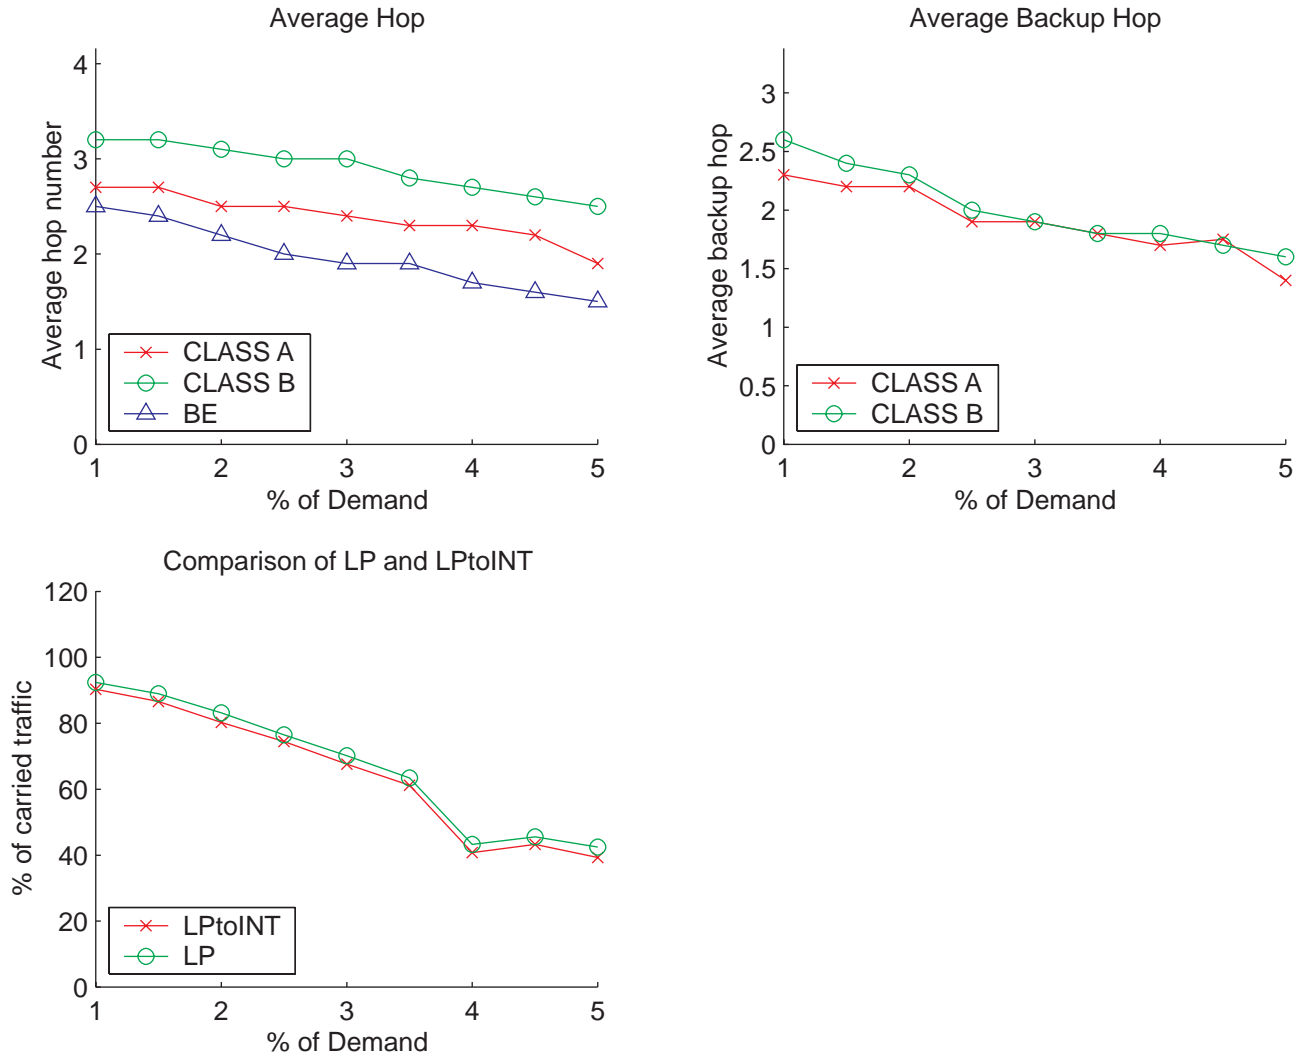 Average Hop
Average hop number
4
3
2
1
0
1 2 3 4 5
% of Demand
CLASS A
CLASS B
BE
Average Backup Hop
Average backup hop
3
2.5
2
1.5
1
0.5
0
1 2 3 4 5
% of Demand
CLASS A
CLASS B
Comparison of LP and LPtoINT
% of carried traffic
120
100
80
60
40
20
0
1 2 3 4 5
% of Demand
LPtoINT
LP